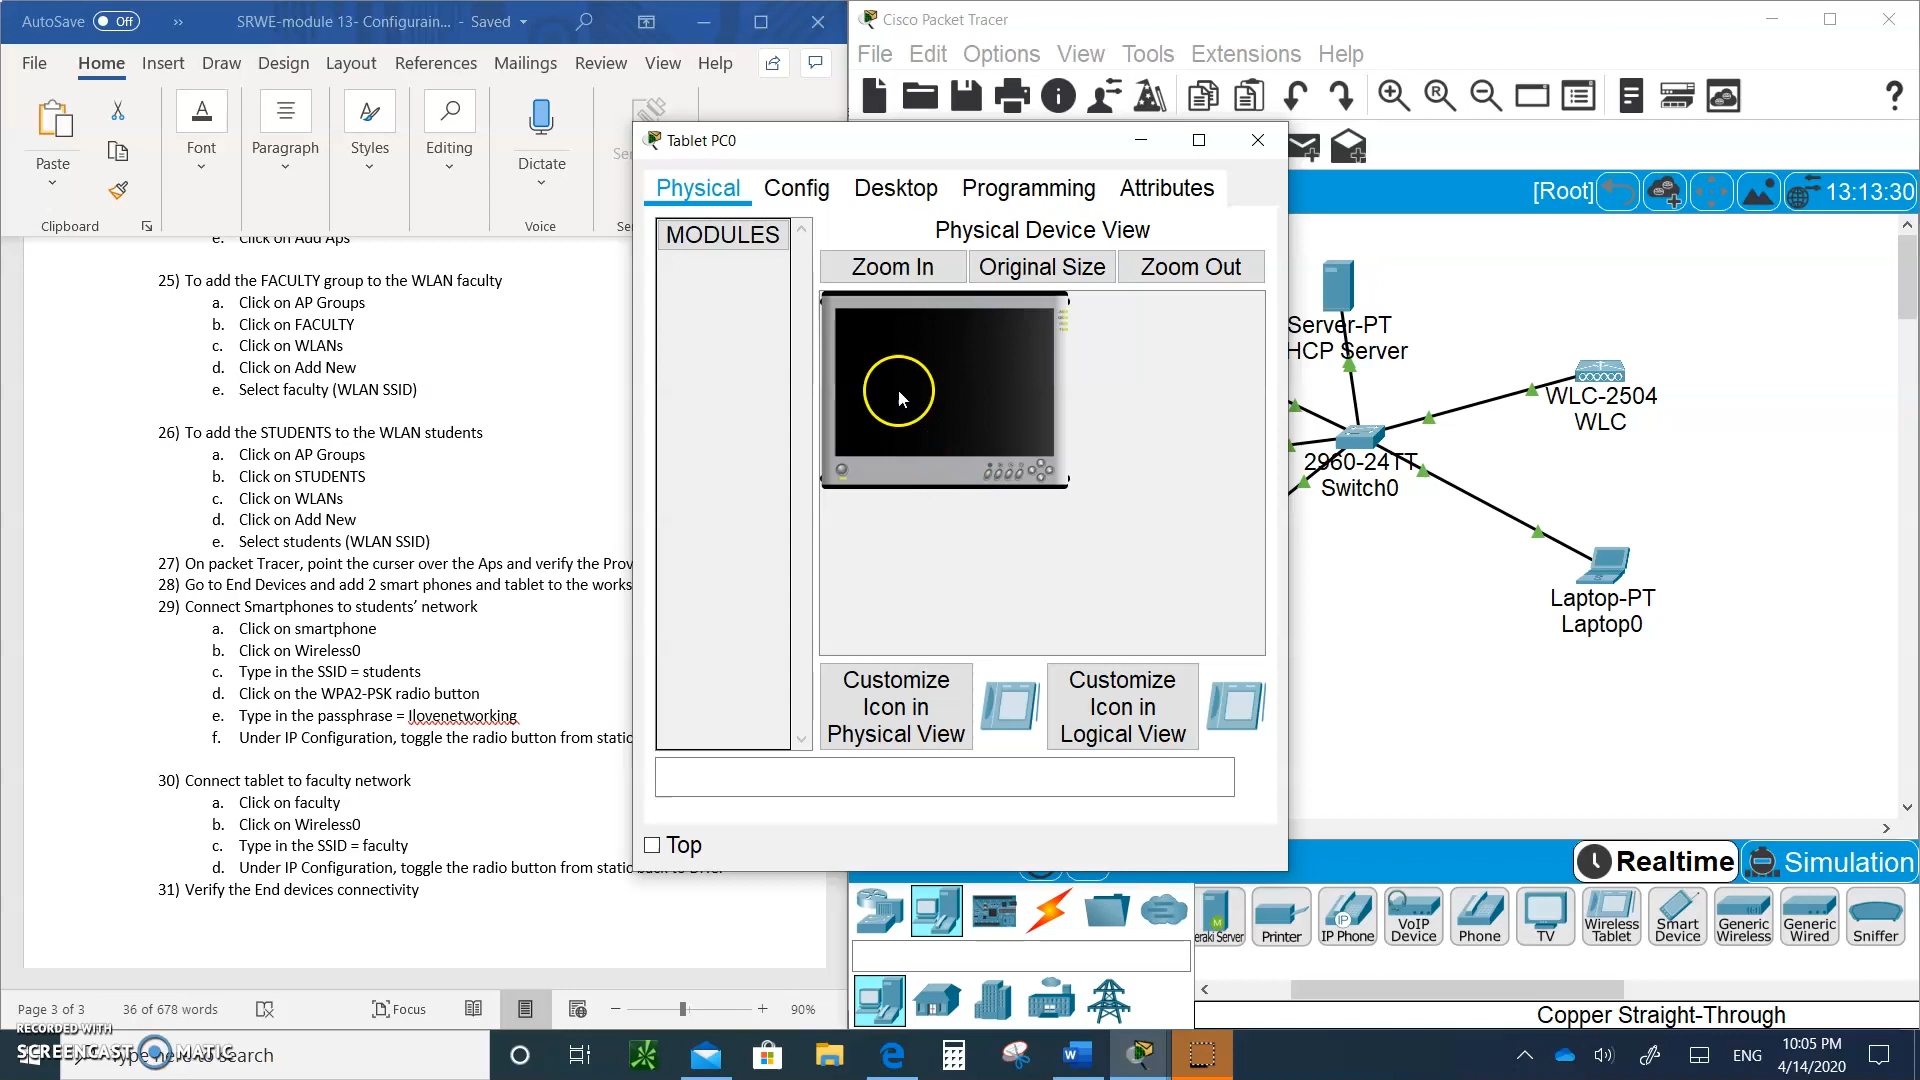 AutoSave Off SRWE-module 13- Configurain... - Saved
File Home Insert Draw Design Layout References Mailings Review View Help
Paste Font Paragraph Styles Editing Dictate
Clipboard Voice
e. Click on Add Aps
25) To add the FACULTY group to the WLAN faculty
a. Click on AP Groups
b. Click on FACULTY
c. Click on WLANs
d. Click on Add New
e. Select faculty (WLAN SSID)
26) To add the STUDENTS to the WLAN students
a. Click on AP Groups
b. Click on STUDENTS
c. Click on WLANs
d. Click on Add New
e. Select students (WLAN SSID)
27) On packet Tracer, point the curser over the Aps and verify the Prov
28) Go to End Devices and add 2 smart phones and tablet to the works
29) Connect Smartphones to students' network
a. Click on smartphone
b. Click on Wireless0
c. Type in the SSID = students
d. Click on the WPA2-PSK radio button
e. Type in the passphrase = Ilovenetworking
f. Under IP Configuration, toggle the radio button from static
30) Connect tablet to faculty network
a. Click on faculty
b. Click on Wireless0
c. Type in the SSID = faculty
d. Under IP Configuration, toggle the radio button from static back to DHCP
31) Verify the End devices connectivity
Page 3 of 3 36 of 678 words Focus 90%
Cisco Packet Tracer
File Edit Options View Tools Extensions Help
[Root] 13:13:30
Tablet PC0
Physical Config Desktop Programming Attributes
MODULES
Physical Device View
Zoom In Original Size Zoom Out
Customize Icon in Physical View
Customize Icon in Logical View
Top
Server-PT
HCP Server
WLC-2504
WLC
2960-24TT
Switch0
Laptop-PT
Laptop0
Realtime Simulation
eraki Server Printer IP Phone VoIP Device Phone TV Wireless Tablet Smart Device Generic Wireless Generic Wired Sniffer
Copper Straight-Through
RECORDED WITH
SCREENCAST MATIC
Type here to search
ENG 10:05 PM
4/14/2020